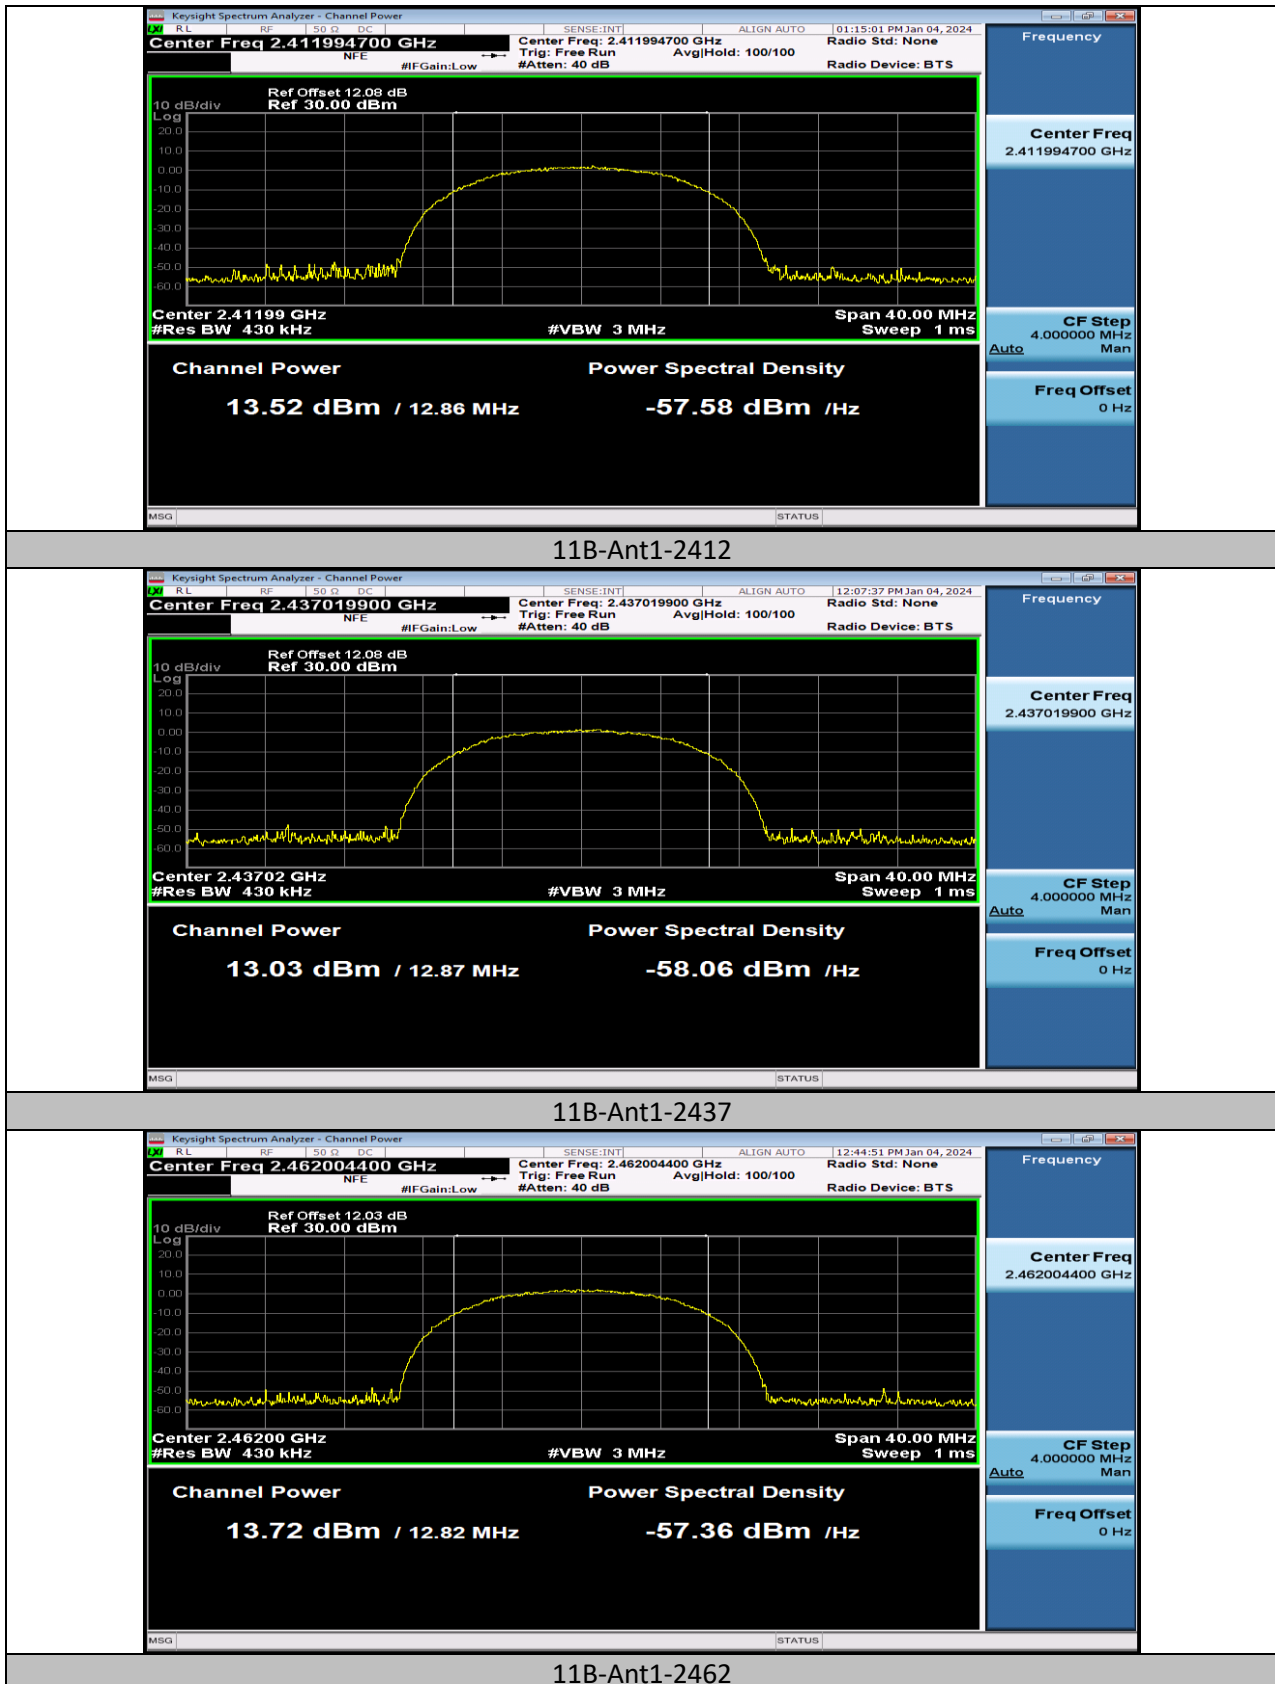 Keysight Spectrum Analyzer - Channel Power
LXI RL RF 50 Ω DC SENSE:INT ALIGN AUTO 01:15:01 PM Jan 04, 2024
Center Freq 2.411994700 GHz Center Freq: 2.411994700 GHz Radio Std: None
NFE Trig: Free Run Avg|Hold: 100/100
#IFGain:Low #Atten: 40 dB Radio Device: BTS
Frequency
Ref Offset 12.08 dB
10 dB/div Ref 30.00 dBm
Log
20.0
10.0
0.00
-10.0
-20.0
-30.0
-40.0
-50.0
-60.0
Center 2.41199 GHz Span 40.00 MHz
#Res BW 430 kHz #VBW 3 MHz Sweep 1 ms
Center Freq
2.411994700 GHz
CF Step
4.000000 MHz
Auto Man
Freq Offset
0 Hz
Channel Power Power Spectral Density
13.52 dBm / 12.86 MHz -57.58 dBm /Hz
MSG STATUS
11B-Ant1-2412
Keysight Spectrum Analyzer - Channel Power
LXI RL RF 50 Ω DC SENSE:INT ALIGN AUTO 12:07:37 PM Jan 04, 2024
Center Freq 2.437019900 GHz Center Freq: 2.437019900 GHz Radio Std: None
NFE Trig: Free Run Avg|Hold: 100/100
#IFGain:Low #Atten: 40 dB Radio Device: BTS
Frequency
Ref Offset 12.08 dB
10 dB/div Ref 30.00 dBm
Log
20.0
10.0
0.00
-10.0
-20.0
-30.0
-40.0
-50.0
-60.0
Center 2.43702 GHz Span 40.00 MHz
#Res BW 430 kHz #VBW 3 MHz Sweep 1 ms
Center Freq
2.437019900 GHz
CF Step
4.000000 MHz
Auto Man
Freq Offset
0 Hz
Channel Power Power Spectral Density
13.03 dBm / 12.87 MHz -58.06 dBm /Hz
MSG STATUS
11B-Ant1-2437
Keysight Spectrum Analyzer - Channel Power
LXI RL RF 50 Ω DC SENSE:INT ALIGN AUTO 12:44:51 PM Jan 04, 2024
Center Freq 2.462004400 GHz Center Freq: 2.462004400 GHz Radio Std: None
NFE Trig: Free Run Avg|Hold: 100/100
#IFGain:Low #Atten: 40 dB Radio Device: BTS
Frequency
Ref Offset 12.03 dB
10 dB/div Ref 30.00 dBm
Log
20.0
10.0
0.00
-10.0
-20.0
-30.0
-40.0
-50.0
-60.0
Center 2.46200 GHz Span 40.00 MHz
#Res BW 430 kHz #VBW 3 MHz Sweep 1 ms
Center Freq
2.462004400 GHz
CF Step
4.000000 MHz
Auto Man
Freq Offset
0 Hz
Channel Power Power Spectral Density
13.72 dBm / 12.82 MHz -57.36 dBm /Hz
MSG STATUS
11B-Ant1-2462